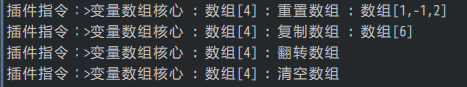 插件指令：>变量数组核心 : 数组[4] : 重置数组 : 数组[1,-1,2]
插件指令：>变量数组核心 : 数组[4] : 复制数组 : 数组[6]
插件指令：>变量数组核心 : 数组[4] : 翻转数组
插件指令：>变量数组核心 : 数组[4] : 清空数组